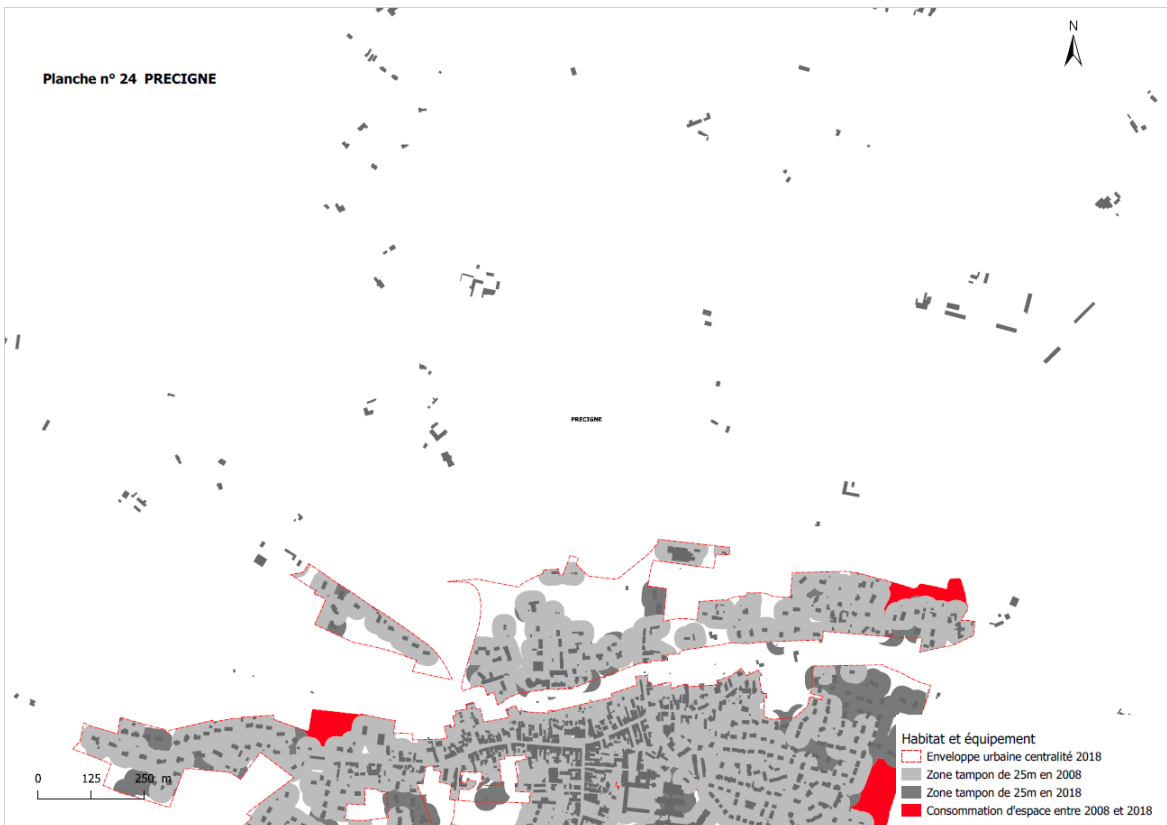 N
Planche n° 24 PRECIGNE
PRECIGNE
Habitat et équipement
Enveloppe urbaine centralité 2018
Zone tampon de 25m en 2008
Zone tampon de 25m en 2018
Consommation d'espace entre 2008 et 2018
0 125 250 m